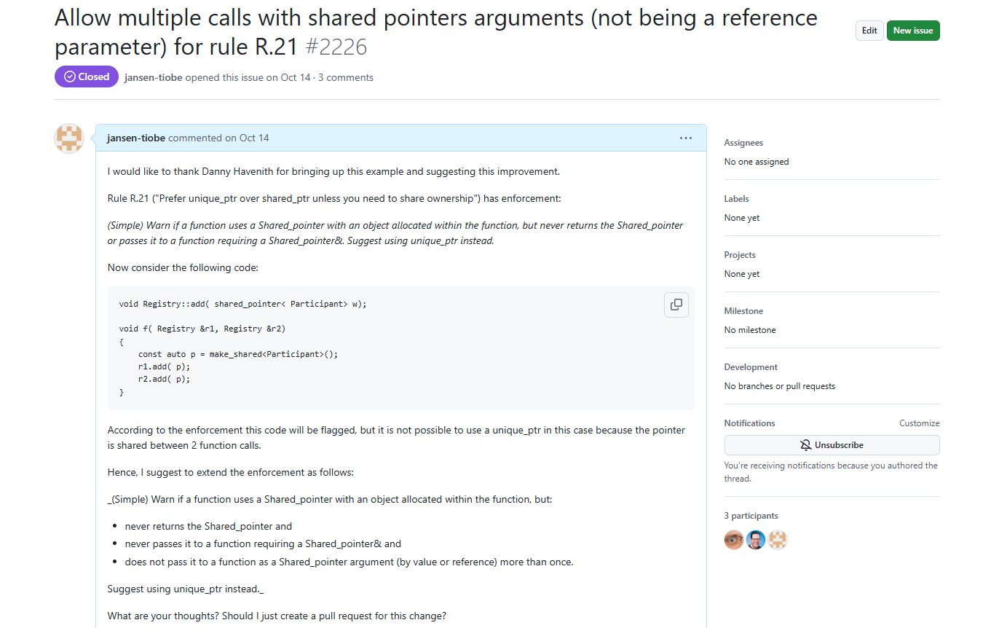 Allow multiple calls with shared pointers arguments (not being a reference
parameter) for rule R.21 #2226
Edit
New issue
Closed
jansen-tiobe opened this issue on Oct 14 · 3 comments
jansen-tiobe commented on Oct 14
I would like to thank Danny Havenith for bringing up this example and suggesting this improvement.
Rule R.21 ("Prefer unique_ptr over shared_ptr unless you need to share ownership") has enforcement:
(Simple) Warn if a function uses a Shared_pointer with an object allocated within the function, but never returns the Shared_pointer
or passes it to a function requiring a Shared_pointer&. Suggest using unique_ptr instead.
Now consider the following code:
void Registry::add( shared_pointer< Participant> w);
void f( Registry &r1, Registry &r2)
{
    const auto p = make_shared<Participant>();
    r1.add( p);
    r2.add( p);
}
According to the enforcement this code will be flagged, but it is not possible to use a unique_ptr in this case because the pointer
is shared between 2 function calls.
Hence, I suggest to extend the enforcement as follows:
_(Simple) Warn if a function uses a Shared_pointer with an object allocated within the function, but:
• never returns the Shared_pointer and
• never passes it to a function requiring a Shared_pointer& and
• does not pass it to a function as a Shared_pointer argument (by value or reference) more than once.
Suggest using unique_ptr instead._
What are your thoughts? Should I just create a pull request for this change?
Assignees
No one assigned
Labels
None yet
Projects
None yet
Milestone
No milestone
Development
No branches or pull requests
Notifications
Customize
Unsubscribe
You're receiving notifications because you authored the
thread.
3 participants